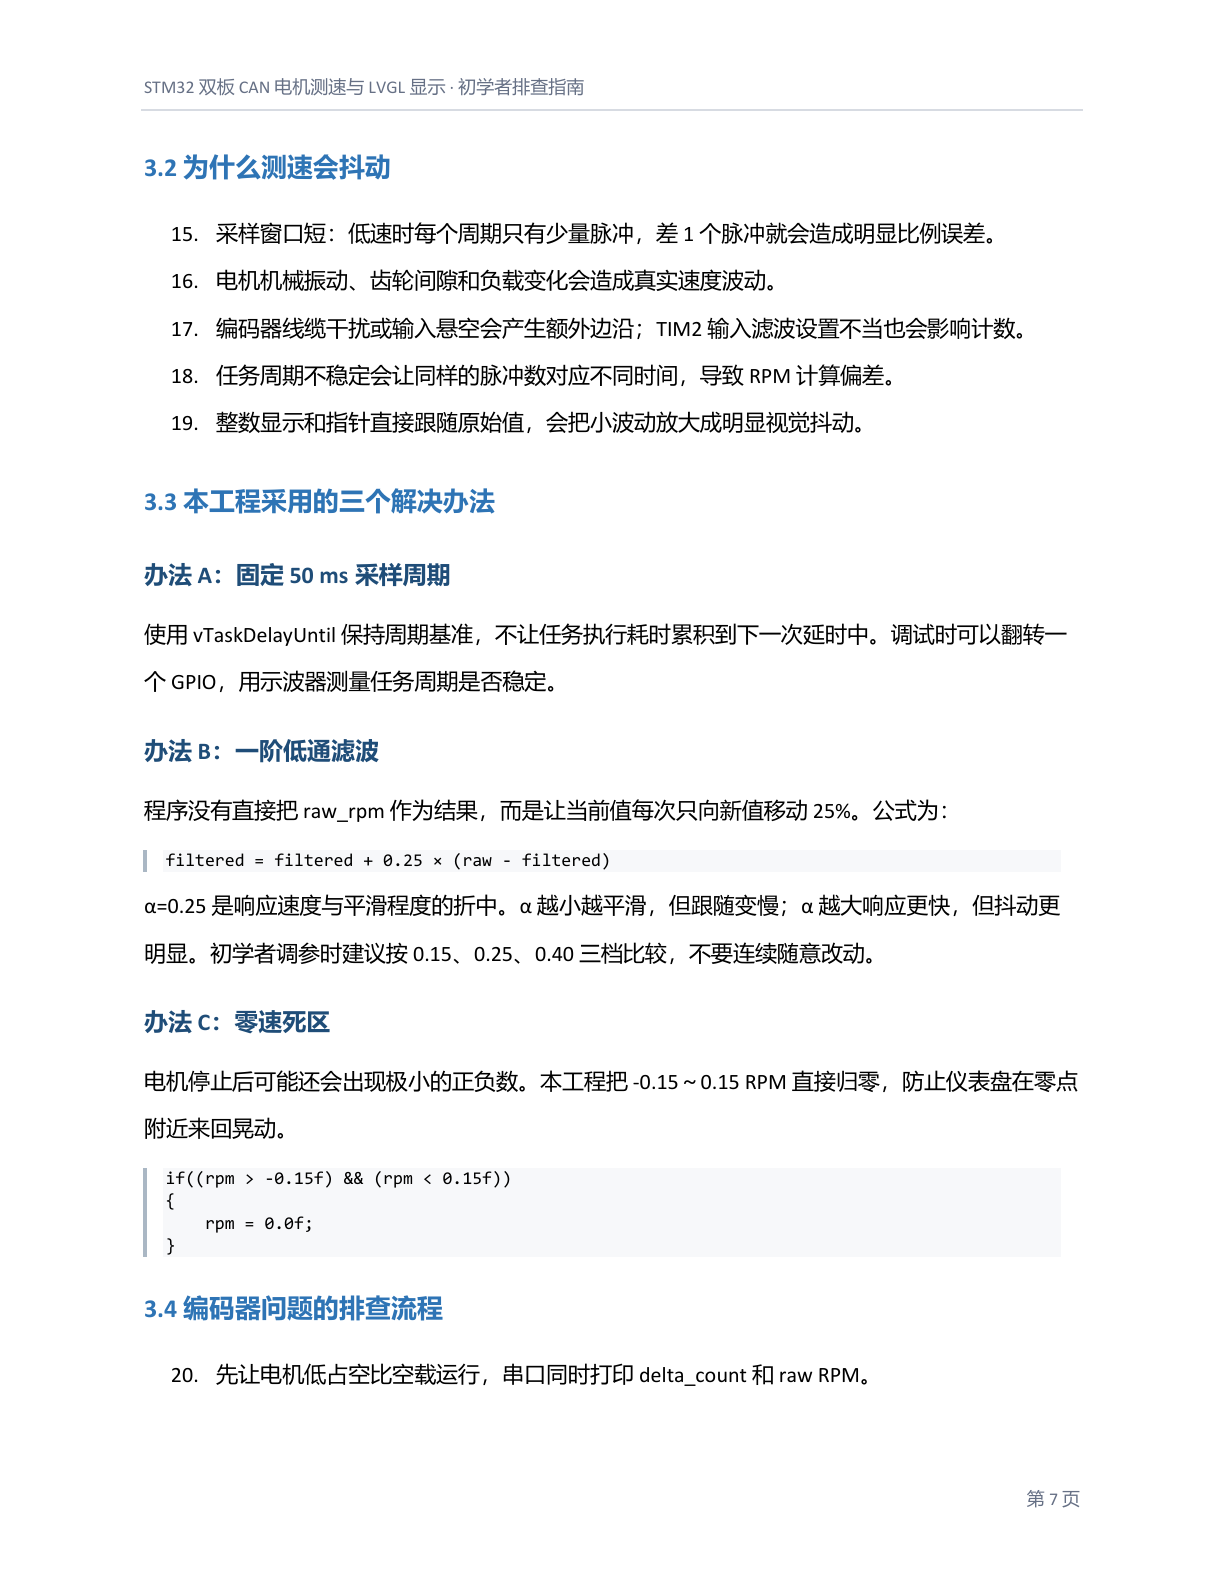 STM32 双板 CAN 电机测速与 LVGL 显示 · 初学者排查指南
3.2 为什么测速会抖动
15. 采样窗口短：低速时每个周期只有少量脉冲，差 1 个脉冲就会造成明显比例误差。
16. 电机机械振动、齿轮间隙和负载变化会造成真实速度波动。
17. 编码器线缆干扰或输入悬空会产生额外边沿；TIM2 输入滤波设置不当也会影响计数。
18. 任务周期不稳定会让同样的脉冲数对应不同时间，导致 RPM 计算偏差。
19. 整数显示和指针直接跟随原始值，会把小波动放大成明显视觉抖动。
3.3 本工程采用的三个解决办法
办法 A：固定 50 ms 采样周期
使用 vTaskDelayUntil 保持周期基准，不让任务执行耗时累积到下一次延时中。调试时可以翻转一
个 GPIO，用示波器测量任务周期是否稳定。
办法 B：一阶低通滤波
程序没有直接把 raw_rpm 作为结果，而是让当前值每次只向新值移动 25%。公式为：
filtered = filtered + 0.25 × (raw - filtered)
α=0.25 是响应速度与平滑程度的折中。α 越小越平滑，但跟随变慢；α 越大响应更快，但抖动更
明显。初学者调参时建议按 0.15、0.25、0.40 三档比较，不要连续随意改动。
办法 C：零速死区
电机停止后可能还会出现极小的正负数。本工程把 -0.15 ~ 0.15 RPM 直接归零，防止仪表盘在零点
附近来回晃动。
if((rpm > -0.15f) && (rpm < 0.15f))
{
    rpm = 0.0f;
}
3.4 编码器问题的排查流程
20. 先让电机低占空比空载运行，串口同时打印 delta_count 和 raw RPM。
第 7 页